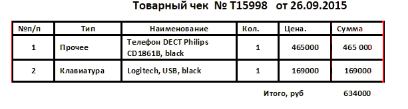 Товарный чек № Т15998 от 26.09.2015
№п/п Тип Наименование Кол. Цена. Сумма
1 Прочее Телефон DECT Philips CD1861B, black 1 465000 465 000
2 Клавиатура Logitech, USB, black 1 169000 169000
Итого, руб 634000